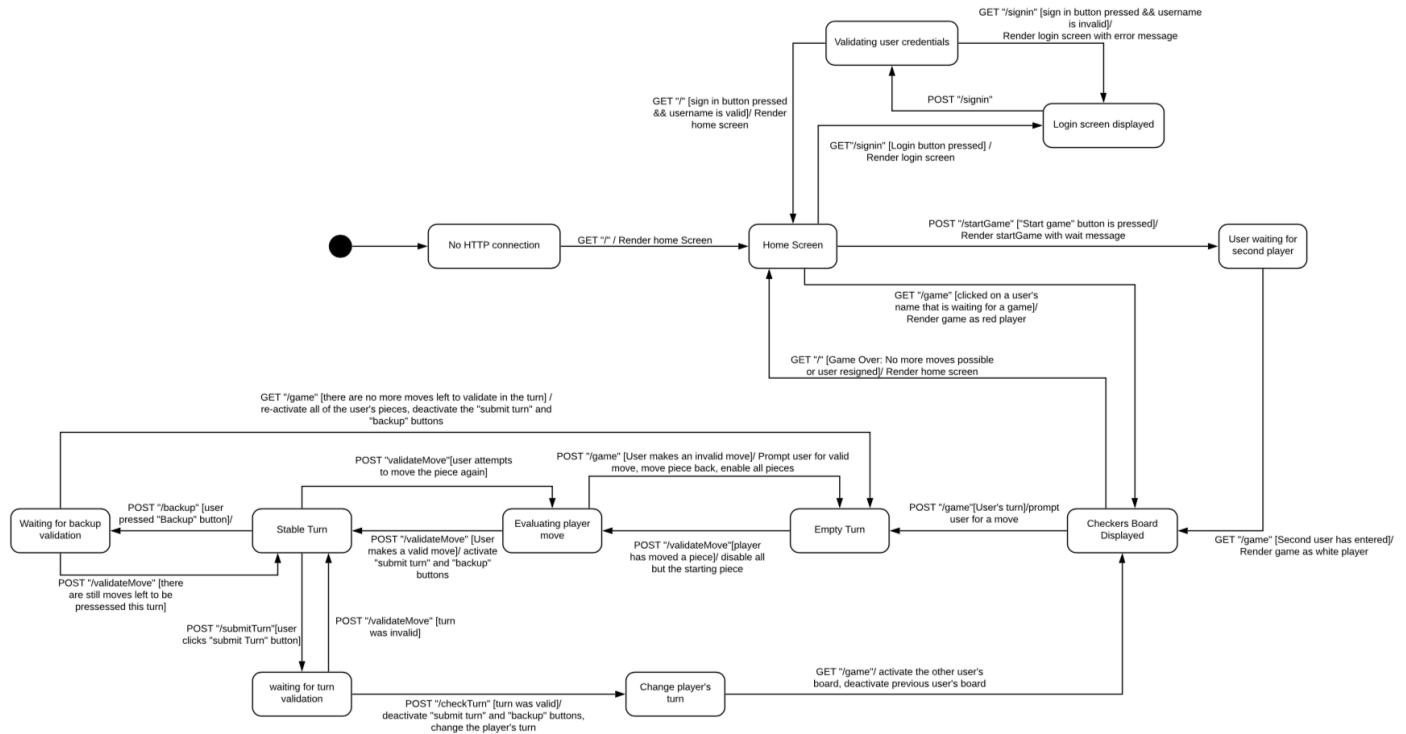 GET "/signin" [sign in button pressed && username
is invalid]/
Render login screen with error message
Validating user credentials
GET "/" [sign in button pressed
&& username is valid]/ Render
home screen
POST "/signin"
Login screen displayed
GET"/signin" [Login button pressed] /
Render login screen
No HTTP connection
GET "/" / Render home Screen
Home Screen
POST "/startGame" ["Start game" button is pressed]/
Render startGame with wait message
User waiting for
second player
GET "/game" [clicked on a user's
name that is waiting for a game]/
Render game as red player
GET "/" [Game Over: No more moves possible
or user resigned]/ Render home screen
GET "/game" [there are no more moves left to validate in the turn] /
re-activate all of the user's pieces, deactivate the "submit turn" and
"backup" buttons
POST "validateMove"[user attempts
to move the piece again]
POST "/game" [User makes an invalid move]/ Prompt user for valid
move, move piece back, enable all pieces
Waiting for backup
validation
POST "/backup" [user
pressed "Backup" button]/
Stable Turn
POST "/validateMove" [User
makes a valid move]/ activate
"submit turn" and "backup"
buttons
Evaluating player
move
POST "/validateMove"[player
has moved a piece]/ disable all
but the starting piece
Empty Turn
POST "/game"[User's turn]/prompt
user for a move
Checkers Board
Displayed
GET "/game" [Second user has entered]/
Render game as white player
POST "/validateMove" [there
are still moves left to be
pressessed this turn]
POST "/submitTurn"[user
clicks "submit Turn" button]
POST "/validateMove" [turn
was invalid]
waiting for turn
validation
POST "/checkTurn" [turn was valid]/
deactivate "submit turn" and "backup" buttons,
change the player's turn
Change player's
turn
GET "/game"/ activate the other user's
board, deactivate previous user's board